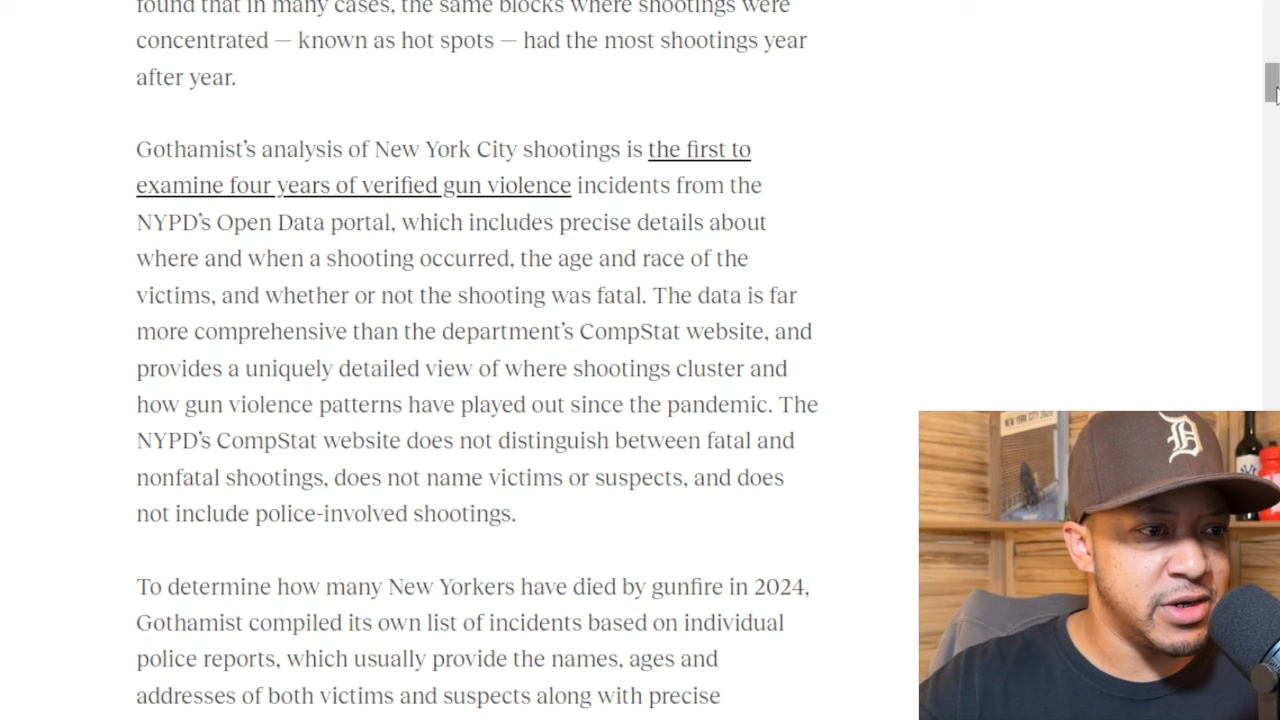 found that in many cases, the same blocks where shootings were
concentrated — known as hot spots — had the most shootings year
after year.
Gothamist's analysis of New York City shootings is the first to
examine four years of verified gun violence incidents from the
NYPD's Open Data portal, which includes precise details about
where and when a shooting occurred, the age and race of the
victims, and whether or not the shooting was fatal. The data is far
more comprehensive than the department's CompStat website, and
provides a uniquely detailed view of where shootings cluster and
how gun violence patterns have played out since the pandemic. The
NYPD's CompStat website does not distinguish between fatal and
nonfatal shootings, does not name victims or suspects, and does
not include police-involved shootings.
To determine how many New Yorkers have died by gunfire in 2024,
Gothamist compiled its own list of incidents based on individual
police reports, which usually provide the names, ages and
addresses of both victims and suspects along with precise
NEW YORK CITY
D